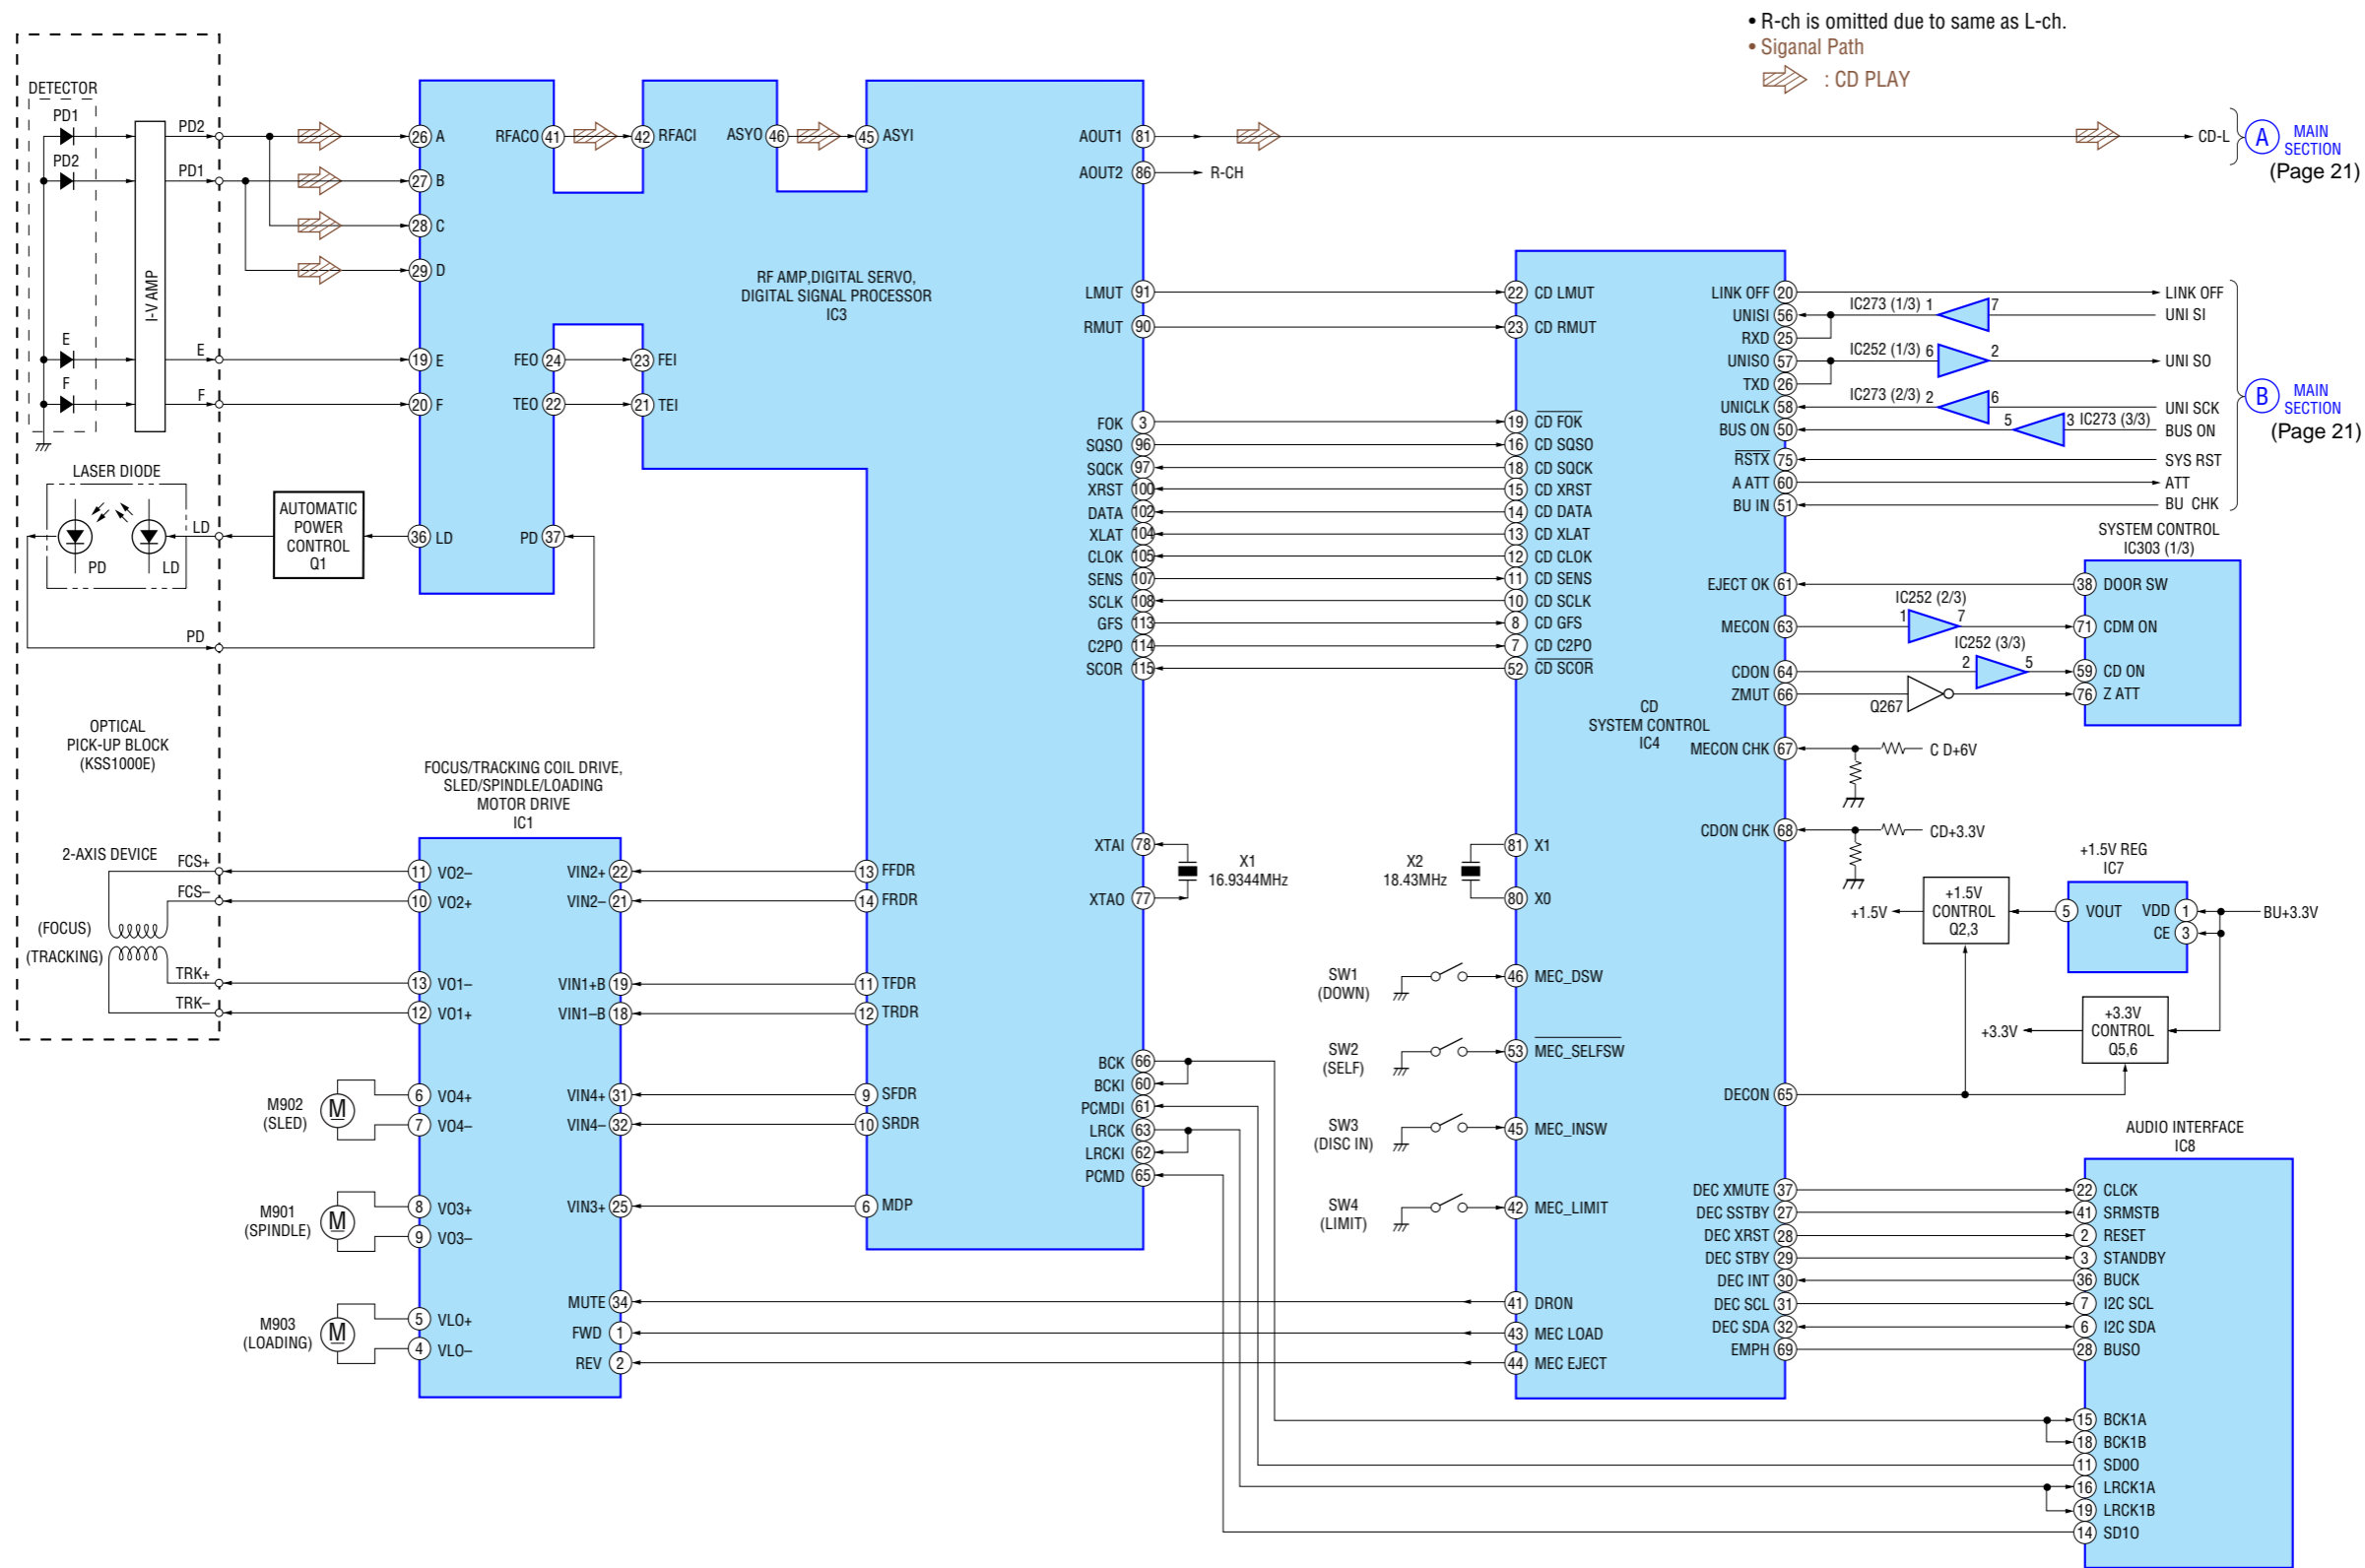 • R-ch is omitted due to same as L-ch.
• Siganal Path
: CD PLAY
DETECTOR
PD1
PD2
E
F
I-V AMP
PD2
PD1
E
F
LASER DIODE
PD
LD
LD
PD
AUTOMATIC
POWER
CONTROL
Q1
OPTICAL
PICK-UP BLOCK
(KSS1000E)
2-AXIS DEVICE
(FOCUS)
(TRACKING)
FCS+
FCS–
TRK+
TRK–
26 A
27 B
28 C
29 D
19 E
20 F
36 LD
RFACO 41
42 RFACI
ASYO 46
45 ASYI
FEO 24
23 FEI
TEO 22
21 TEI
PD 37
RF AMP,DIGITAL SERVO,
DIGITAL SIGNAL PROCESSOR
IC3
AOUT1 81
AOUT2 86
R-CH
CD-L
A
MAIN
SECTION
(Page 21)
LMUT 91
RMUT 90
FOK 3
SQSO 96
SQCK 97
XRST 100
DATA 102
XLAT 104
CLOK 105
SENS 107
SCLK 108
GFS 113
C2PO 114
SCOR 115
XTAI 78
XTAO 77
X1
16.9344MHz
BCK 66
BCKI 60
PCMDI 61
LRCK 63
LRCKI 62
PCMD 65
13 FFDR
14 FRDR
11 TFDR
12 TRDR
9 SFDR
10 SRDR
6 MDP
FOCUS/TRACKING COIL DRIVE,
SLED/SPINDLE/LOADING
MOTOR DRIVE
IC1
11 VO2–
10 VO2+
13 VO1–
12 VO1+
6 VO4+
7 VO4–
8 VO3+
9 VO3–
5 VLO+
4 VLO–
VIN2+ 22
VIN2– 21
VIN1+B 19
VIN1–B 18
VIN4+ 31
VIN4– 32
VIN3+ 25
MUTE 34
FWD 1
REV 2
M902
(SLED)
M
M901
(SPINDLE)
M
M903
(LOADING)
M
22 CD LMUT
23 CD RMUT
19 CD FOK
16 CD SQSO
18 CD SQCK
15 CD XRST
14 CD DATA
13 CD XLAT
12 CD CLOK
11 CD SENS
10 CD SCLK
8 CD GFS
7 CD C2PO
52 CD SCOR
CD
SYSTEM CONTROL
IC4
X2
18.43MHz
81 X1
80 X0
SW1
(DOWN)
46 MEC_DSW
SW2
(SELF)
53 MEC_SELFSW
SW3
(DISC IN)
45 MEC_INSW
SW4
(LIMIT)
42 MEC_LIMIT
41 DRON
43 MEC LOAD
44 MEC EJECT
LINK OFF 20
UNISI 56
RXD 25
UNISO 57
TXD 26
UNICLK 58
BUS ON 50
RSTX 75
A ATT 60
BU IN 51
EJECT OK 61
MECON 63
CDON 64
ZMUT 66
MECON CHK 67
CDON CHK 68
DECON 65
DEC XMUTE 37
DEC SSTBY 27
DEC XRST 28
DEC STBY 29
DEC INT 30
DEC SCL 31
DEC SDA 32
EMPH 69
IC273 (1/3) 1 7
IC252 (1/3) 6 2
IC273 (2/3) 2 6
5 3 IC273 (3/3)
LINK OFF
UNI SI
UNI SO
UNI SCK
BUS ON
SYS RST
ATT
BU CHK
B
MAIN
SECTION
(Page 21)
SYSTEM CONTROL
IC303 (1/3)
38 DOOR SW
71 CDM ON
59 CD ON
76 Z ATT
IC252 (2/3)
1 7
IC252 (3/3)
2 5
Q267
C D+6V
CD+3.3V
+1.5V REG
IC7
5 VOUT
VDD 1
CE 3
BU+3.3V
+1.5V
CONTROL
Q2,3
+1.5V
+3.3V
CONTROL
Q5,6
+3.3V
AUDIO INTERFACE
IC8
22 CLCK
41 SRMSTB
2 RESET
3 STANDBY
36 BUCK
7 I2C SCL
6 I2C SDA
28 BUSO
15 BCK1A
18 BCK1B
11 SD0O
16 LRCK1A
19 LRCK1B
14 SD1O